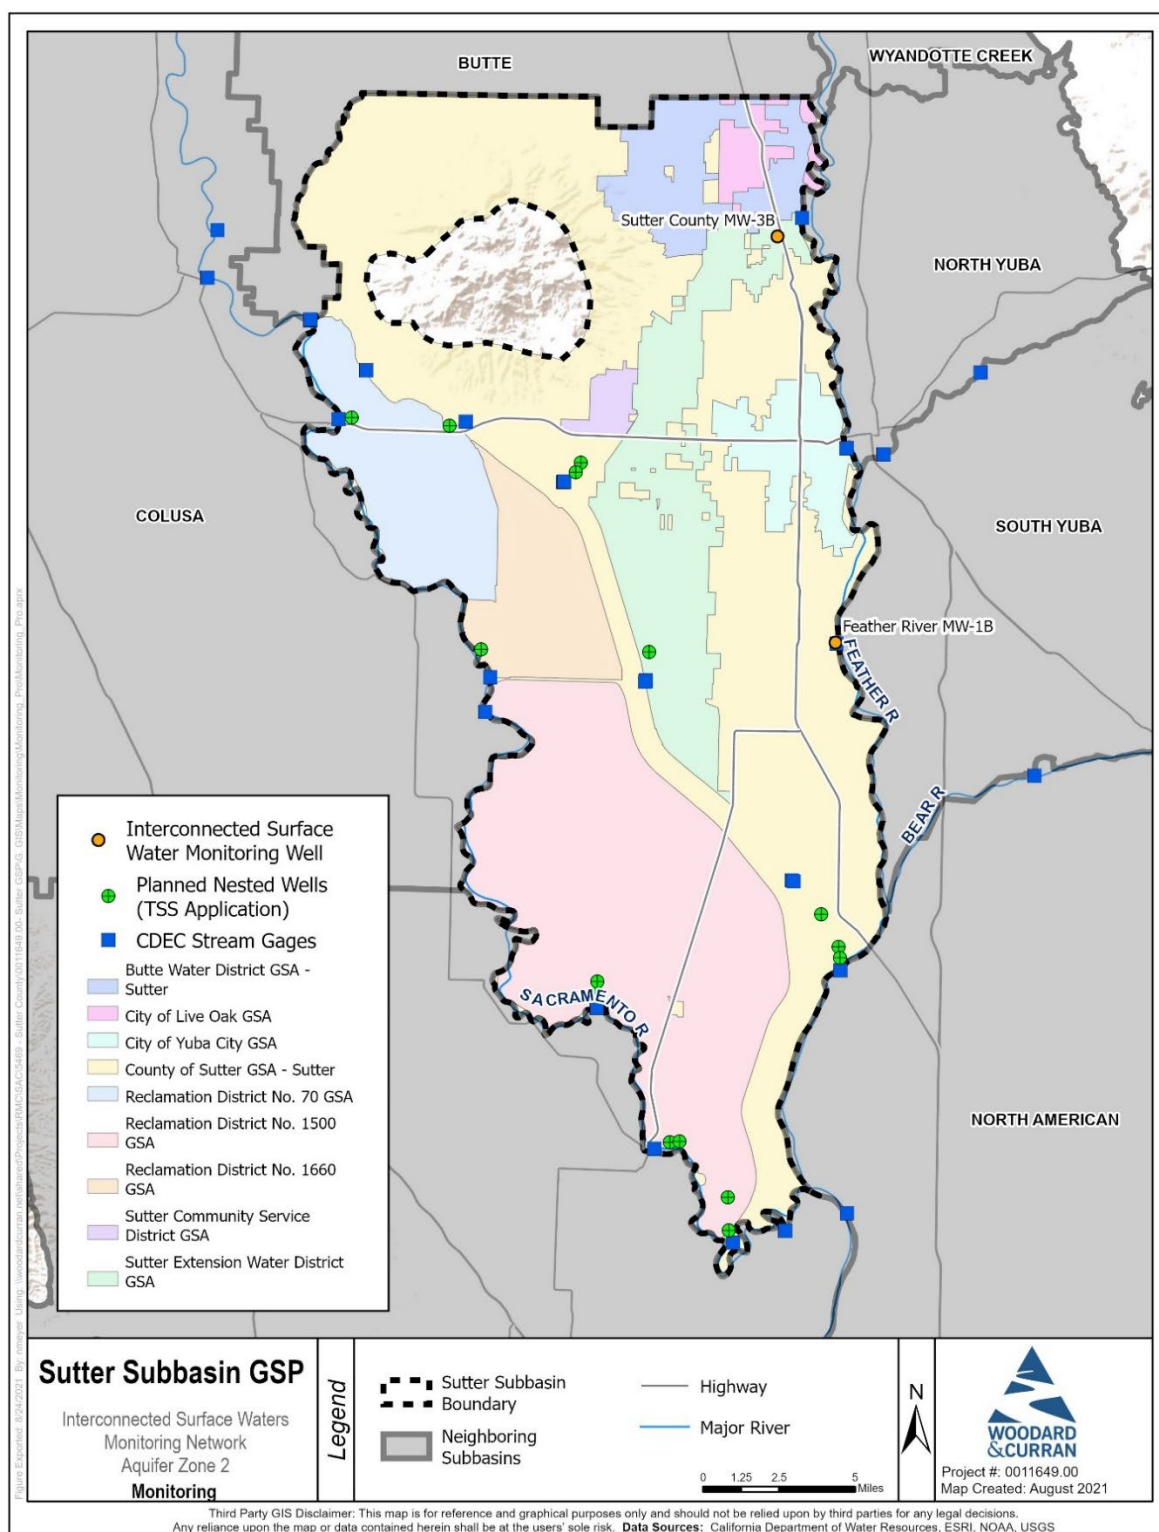 BUTTE
WYANDOTTE CREEK
Sutter County MW-3B
NORTH YUBA
COLUSA
SOUTH YUBA
Feather River MW-1B
FEATHER R
BEAR R
SACRAMENTO R
NORTH AMERICAN
Interconnected Surface
Water Monitoring Well
Planned Nested Wells
(TSS Application)
CDEC Stream Gages
Butte Water District GSA -
Sutter
City of Live Oak GSA
City of Yuba City GSA
County of Sutter GSA - Sutter
Reclamation District No. 70 GSA
Reclamation District No. 1500
GSA
Reclamation District No. 1660
GSA
Sutter Community Service
District GSA
Sutter Extension Water District
GSA
Sutter Subbasin GSP
Interconnected Surface Waters
Monitoring Network
Aquifer Zone 2
Monitoring
Legend
Sutter Subbasin
Boundary
Neighboring
Subbasins
Highway
Major River
0 1.25 2.5 5
Miles
N
WOODARD
&CURRAN
Project #: 0011649.00
Map Created: August 2021
Third Party GIS Disclaimer: This map is for reference and graphical purposes only and should not be relied upon by third parties for any legal decisions.
Any reliance upon the map or data contained herein shall be at the users' sole risk. Data Sources: California Department of Water Resources, ESRI, NOAA, USGS
Figure Exported: 8/24/2021 By: nmeyer Using: